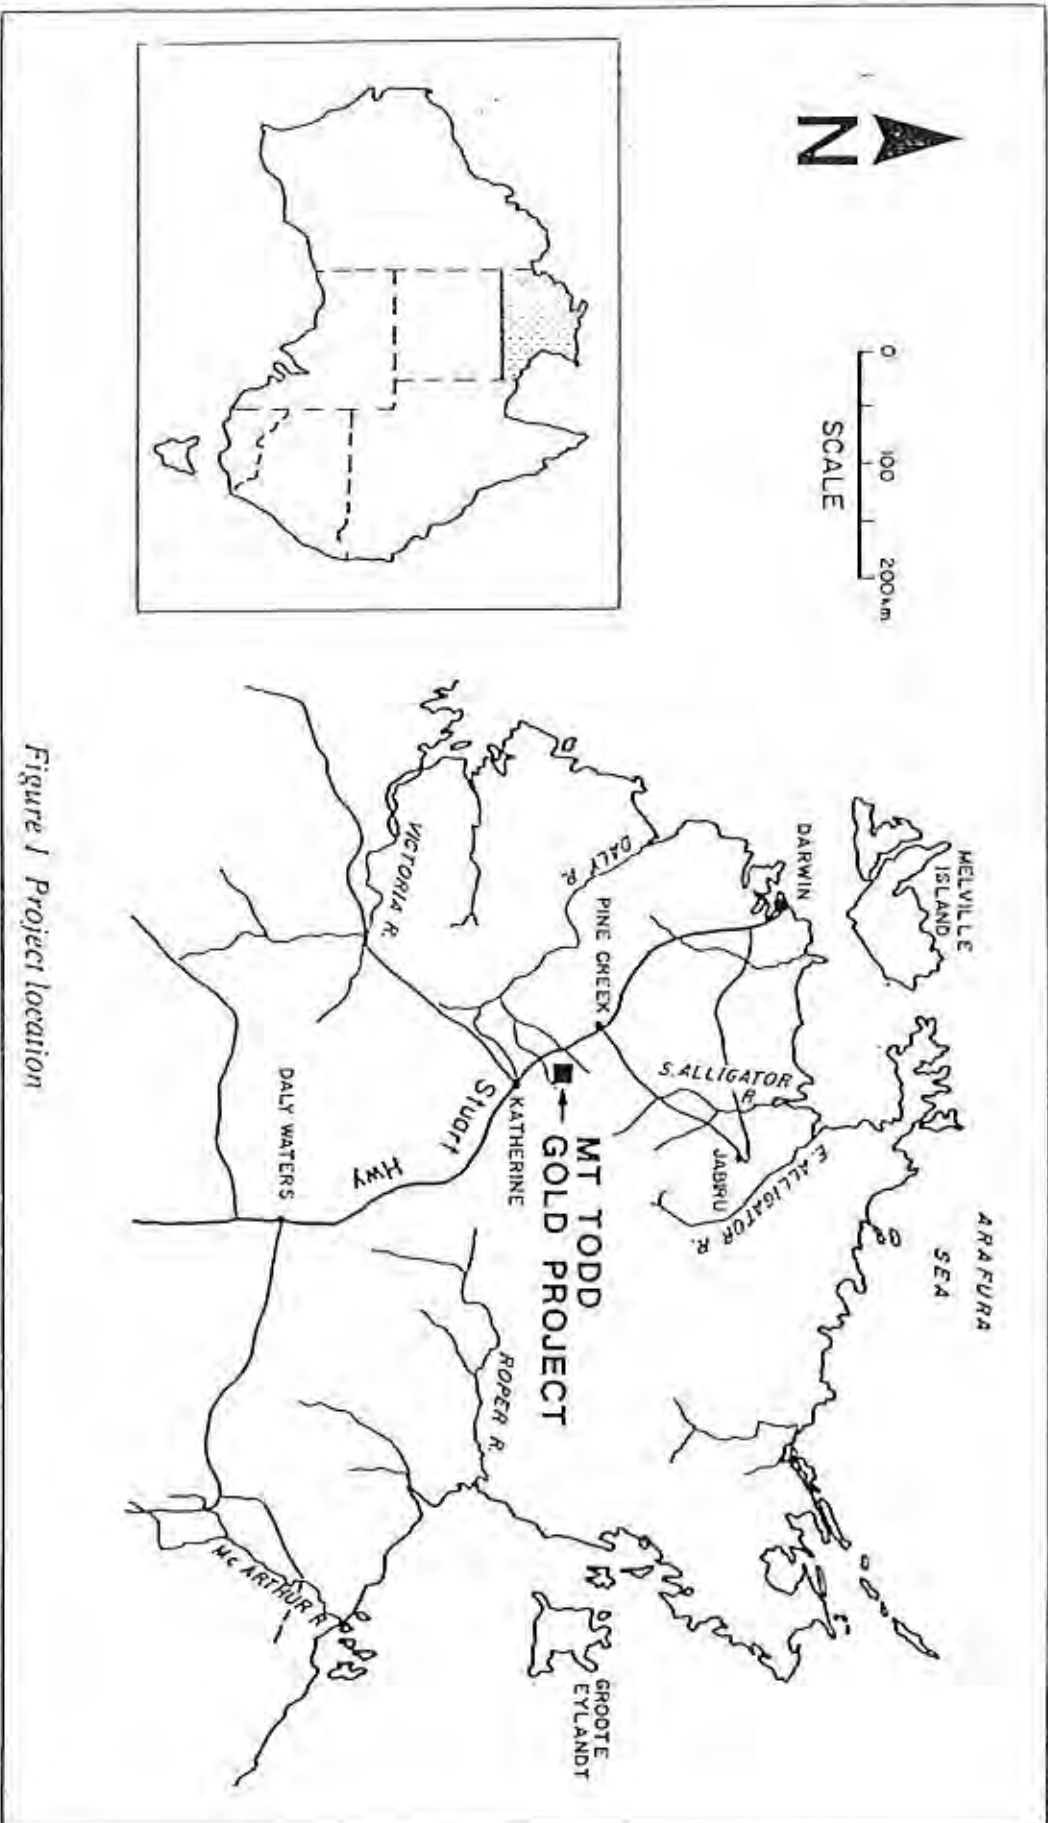 N
0 100 200km
SCALE
MELVILLE
ISLAND
ARAFURA
SEA
DARWIN
S. ALLIGATOR
R.
E. ALLIGATOR R.
JABIRU
DALY R.
PINE CREEK
MT TODD
GOLD PROJECT
KATHERINE
Stuart
Hwy
VICTORIA R.
ROPER R.
GROOTE
EYLANDT
DALY WATERS
MC ARTHUR R.
Figure 1 Project location